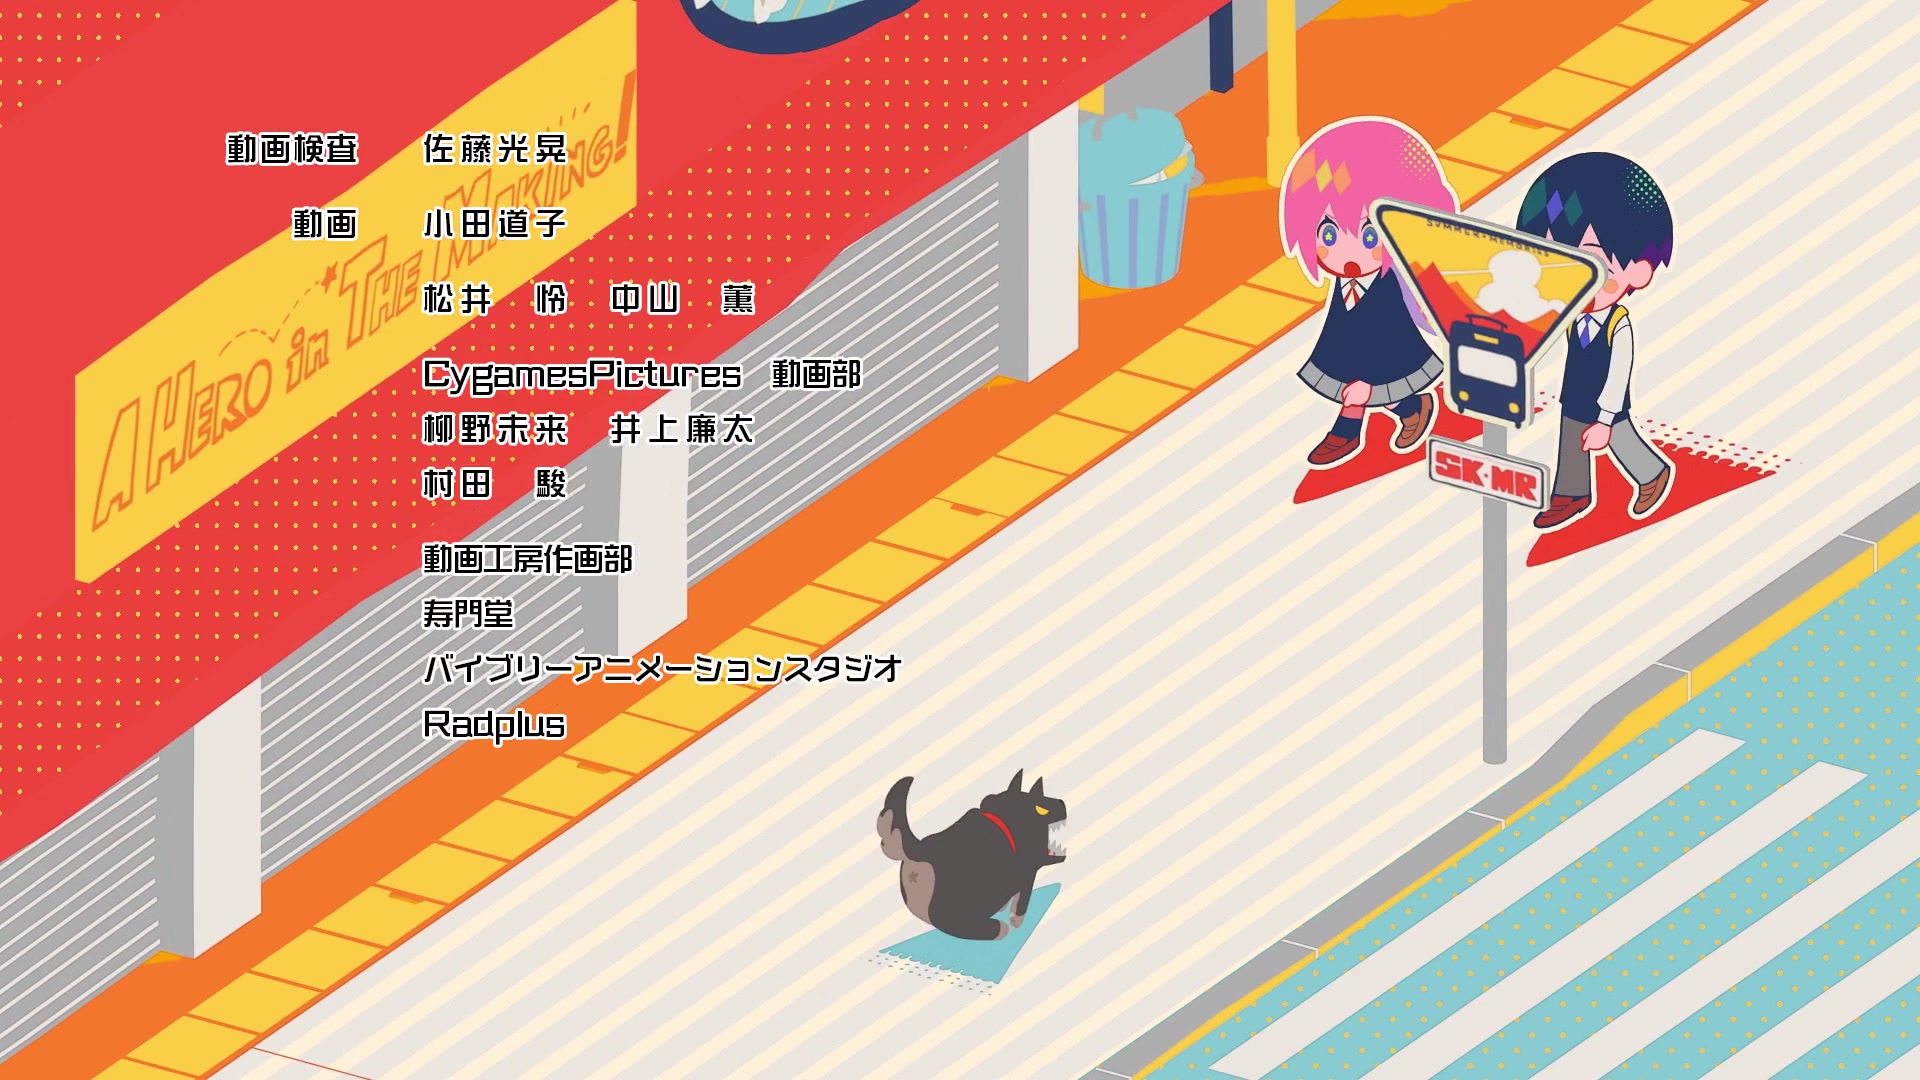 A HERO in THE MAKING!
動画検査 佐藤光晃
動画 小田道子
松井 怜 中山 薫
CygamesPictures 動画部
柳野未来 井上廉太
村田 駿
動画工房作画部
寿門堂
バイブリーアニメーションスタジオ
Radplus
SUMMER・MEMORIES
SK・MR